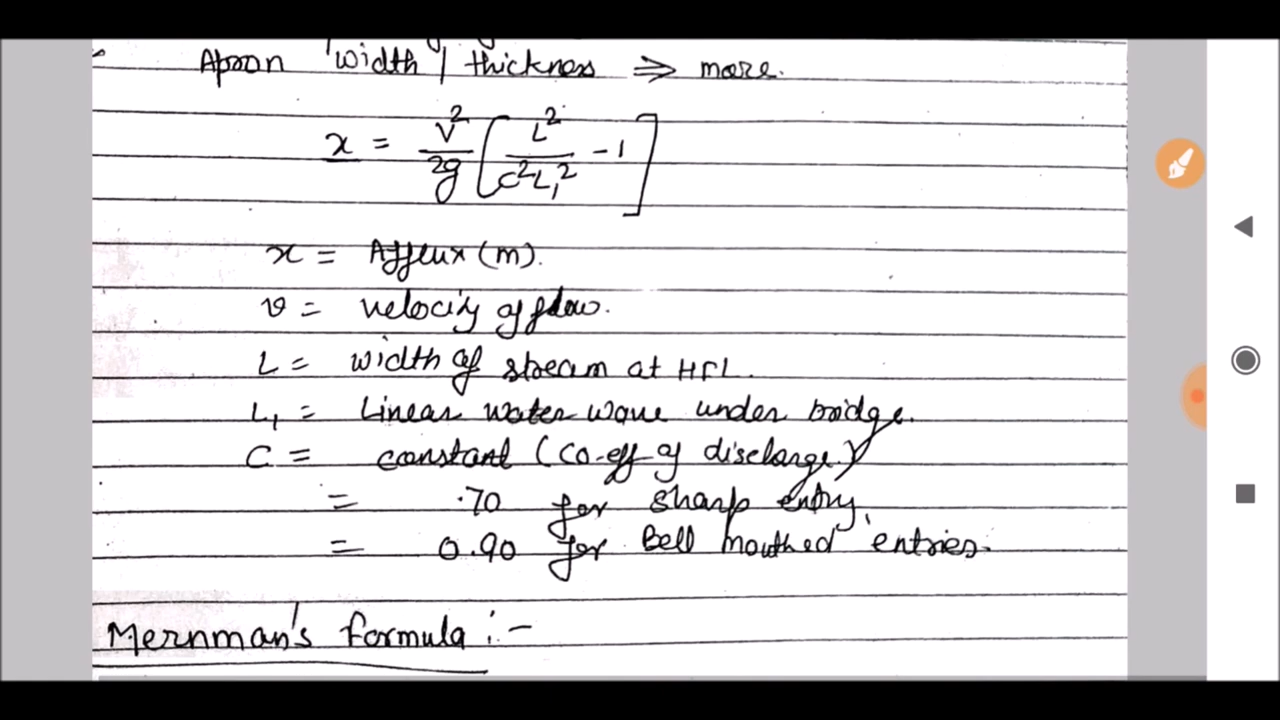 Apron width / thickness ⇒ more.
x = V²/2g [ L²/C²L₁² - 1 ]
x = Afflux (m).
v = velocity of flow.
L = width of stream at HFL.
L₁ = Linear water wave under bridge.
C = constant (co-eff of discharge)
= .70 for sharp entry
= 0.90 for Bell mouthed entries.
Mernman's formula :-